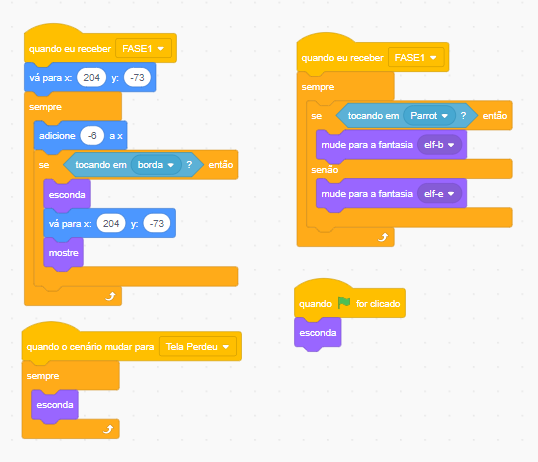 quando eu receber FASE1
vá para x: 204 y: -73
sempre
adicione -6 a x
se tocando em borda ? então
esconda
vá para x: 204 y: -73
mostre
quando o cenário mudar para Tela Perdeu
sempre
esconda
quando eu receber FASE1
sempre
se tocando em Parrot ? então
mude para a fantasia elf-b
senão
mude para a fantasia elf-e
quando for clicado
esconda